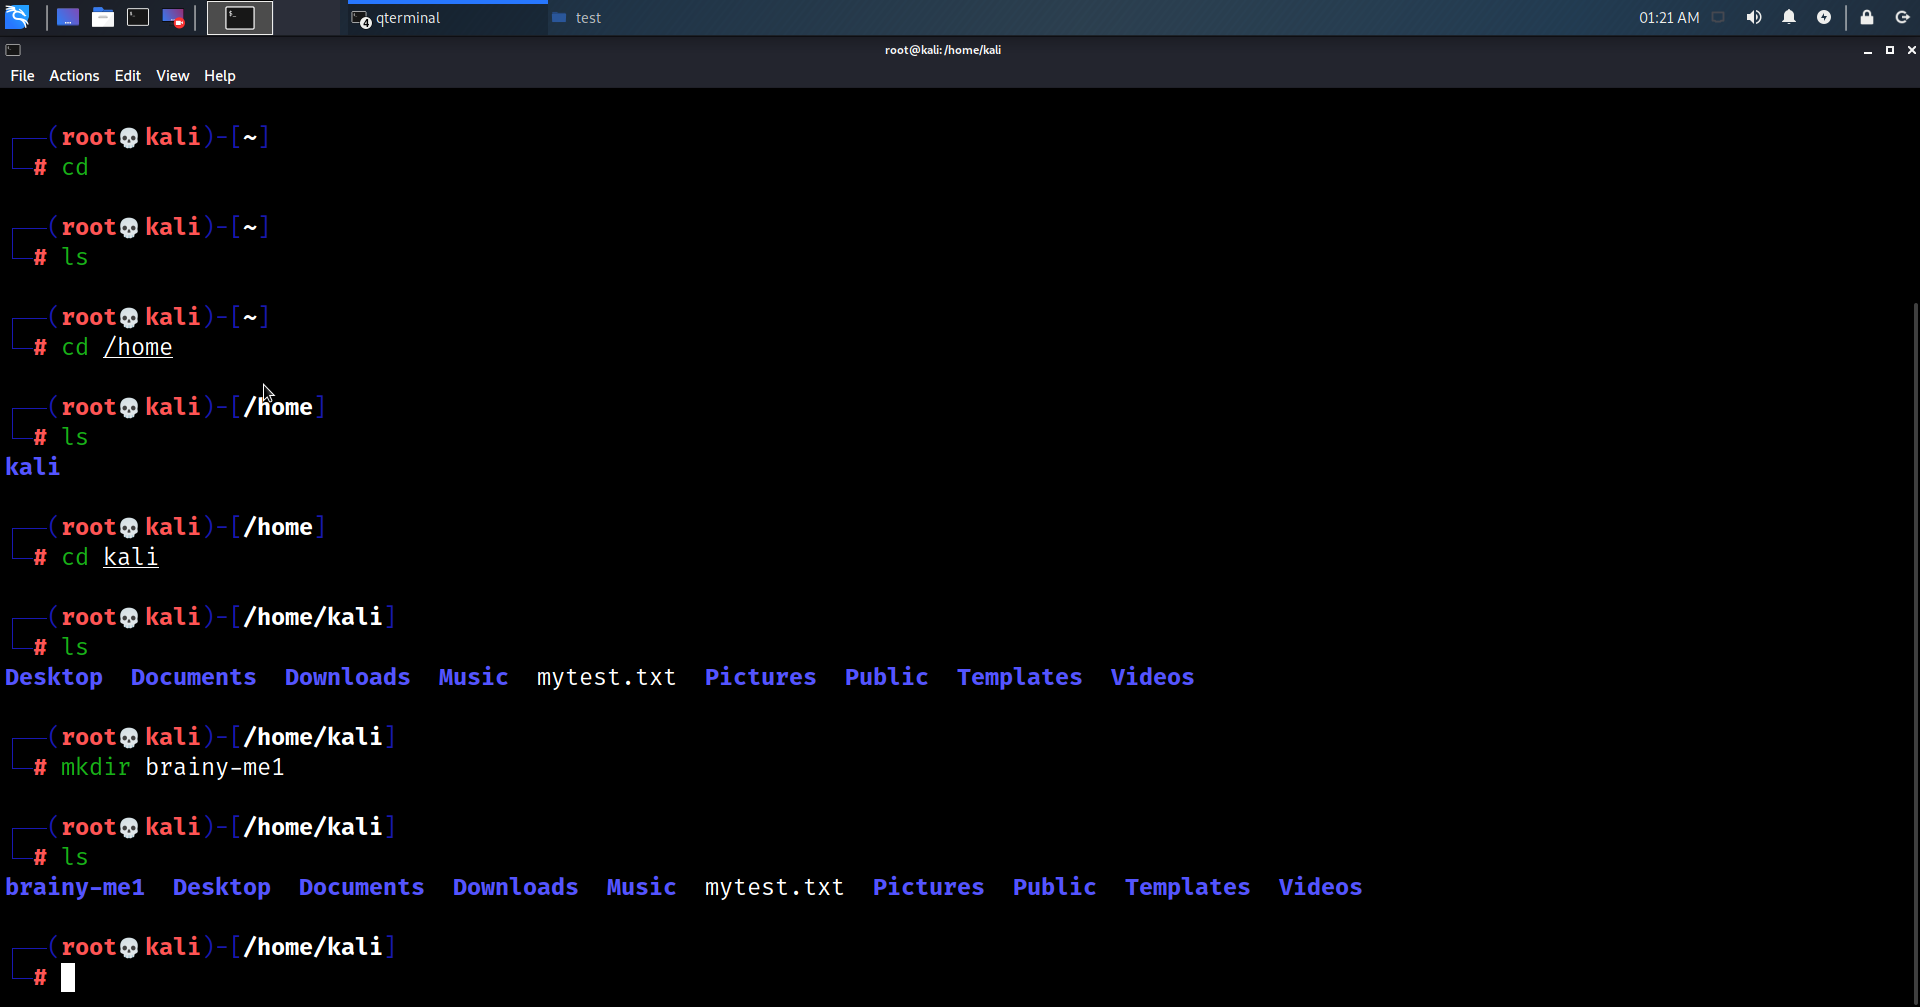 qterminal
test
01:21 AM
root@kali: /home/kali
File Actions Edit View Help
(root💀kali)-[~]
# cd
(root💀kali)-[~]
# ls
(root💀kali)-[~]
# cd /home
(root💀kali)-[/home]
# ls
kali
(root💀kali)-[/home]
# cd kali
(root💀kali)-[/home/kali]
# ls
Desktop Documents Downloads Music mytest.txt Pictures Public Templates Videos
(root💀kali)-[/home/kali]
# mkdir brainy-me1
(root💀kali)-[/home/kali]
# ls
brainy-me1 Desktop Documents Downloads Music mytest.txt Pictures Public Templates Videos
(root💀kali)-[/home/kali]
#